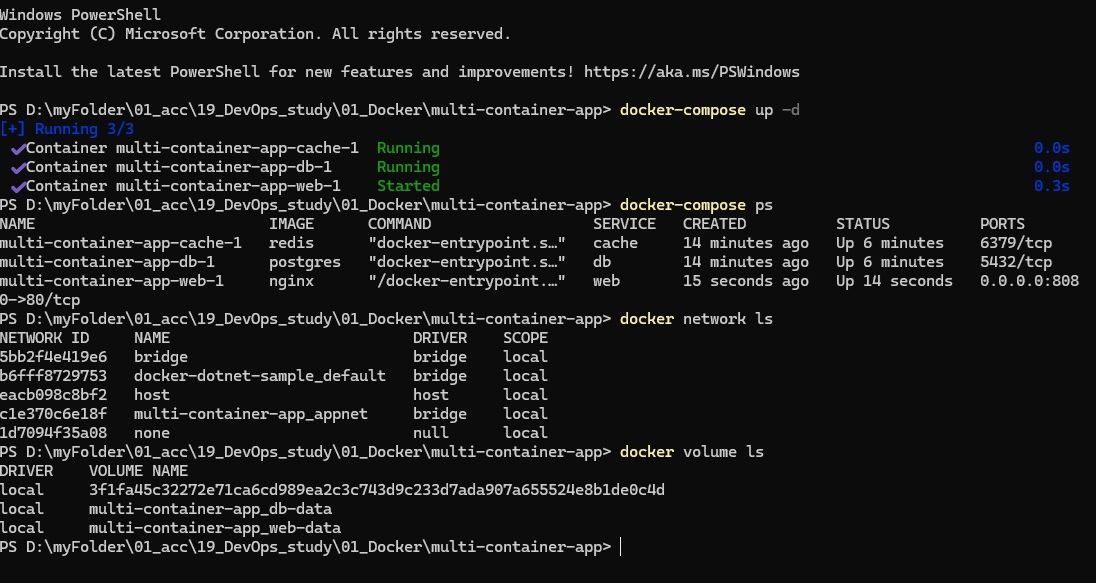 Windows PowerShell
Copyright (C) Microsoft Corporation. All rights reserved.
Install the latest PowerShell for new features and improvements! https://aka.ms/PSWindows
PS D:\myFolder\01_acc\19_DevOps_study\01_Docker\multi-container-app> docker-compose up -d
[+] Running 3/3
✔Container multi-container-app-cache-1  Running 0.0s
✔Container multi-container-app-db-1     Running 0.0s
✔Container multi-container-app-web-1    Started 0.3s
PS D:\myFolder\01_acc\19_DevOps_study\01_Docker\multi-container-app> docker-compose ps
NAME                          IMAGE      COMMAND                  SERVICE   CREATED          STATUS          PORTS
multi-container-app-cache-1   redis      "docker-entrypoint.s…"   cache     14 minutes ago   Up 6 minutes    6379/tcp
multi-container-app-db-1      postgres   "docker-entrypoint.s…"   db        14 minutes ago   Up 6 minutes    5432/tcp
multi-container-app-web-1     nginx      "/docker-entrypoint.…"   web       15 seconds ago   Up 14 seconds   0.0.0.0:808
0->80/tcp
PS D:\myFolder\01_acc\19_DevOps_study\01_Docker\multi-container-app> docker network ls
NETWORK ID     NAME                           DRIVER    SCOPE
5bb2f4e419e6   bridge                         bridge    local
b6fff8729753   docker-dotnet-sample_default   bridge    local
eacb098c8bf2   host                           host      local
c1e370c6e18f   multi-container-app_appnet     bridge    local
1d7094f35a08   none                           null      local
PS D:\myFolder\01_acc\19_DevOps_study\01_Docker\multi-container-app> docker volume ls
DRIVER    VOLUME NAME
local     3f1fa45c32272e71ca6cd989ea2c3c743d9c233d7ada907a655524e8b1de0c4d
local     multi-container-app_db-data
local     multi-container-app_web-data
PS D:\myFolder\01_acc\19_DevOps_study\01_Docker\multi-container-app>